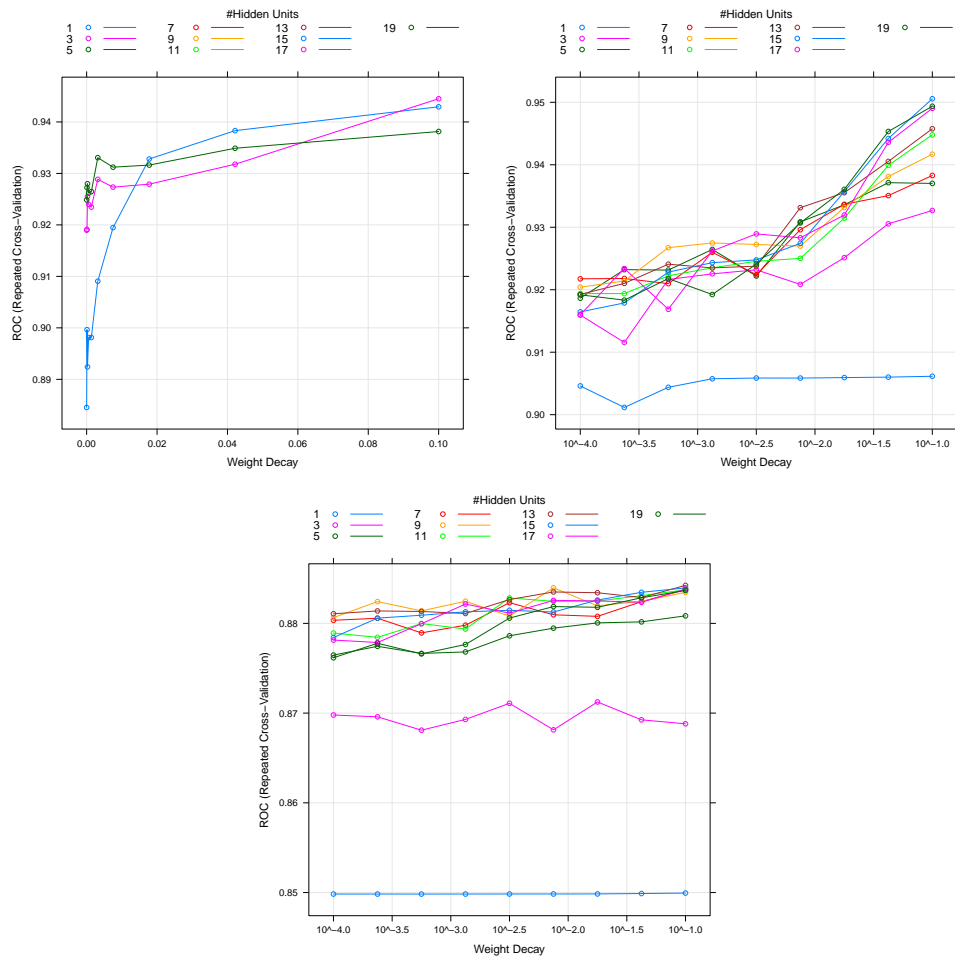 #Hidden Units
1 7 13 19
3 9 15
5 11 17
ROC (Repeated Cross−Validation)
0.94
0.93
0.92
0.91
0.90
0.89
0.00 0.02 0.04 0.06 0.08 0.10
Weight Decay
#Hidden Units
1 7 13 19
3 9 15
5 11 17
ROC (Repeated Cross−Validation)
0.95
0.94
0.93
0.92
0.91
0.90
10^−4.0 10^−3.5 10^−3.0 10^−2.5 10^−2.0 10^−1.5 10^−1.0
Weight Decay
#Hidden Units
1 7 13 19
3 9 15
5 11 17
ROC (Repeated Cross−Validation)
0.88
0.87
0.86
0.85
10^−4.0 10^−3.5 10^−3.0 10^−2.5 10^−2.0 10^−1.5 10^−1.0
Weight Decay